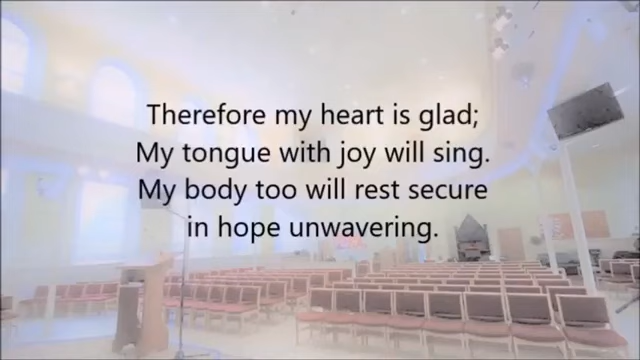 Therefore my heart is glad;
My tongue with joy will sing.
My body too will rest secure
in hope unwavering.